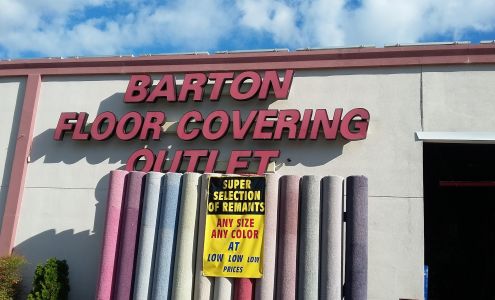 BARTON
FLOOR COVERING
OUTLET
SUPER
SELECTION
OF REMANTS
ANY SIZE
ANY COLOR
AT
LOW LOW LOW
PRICES